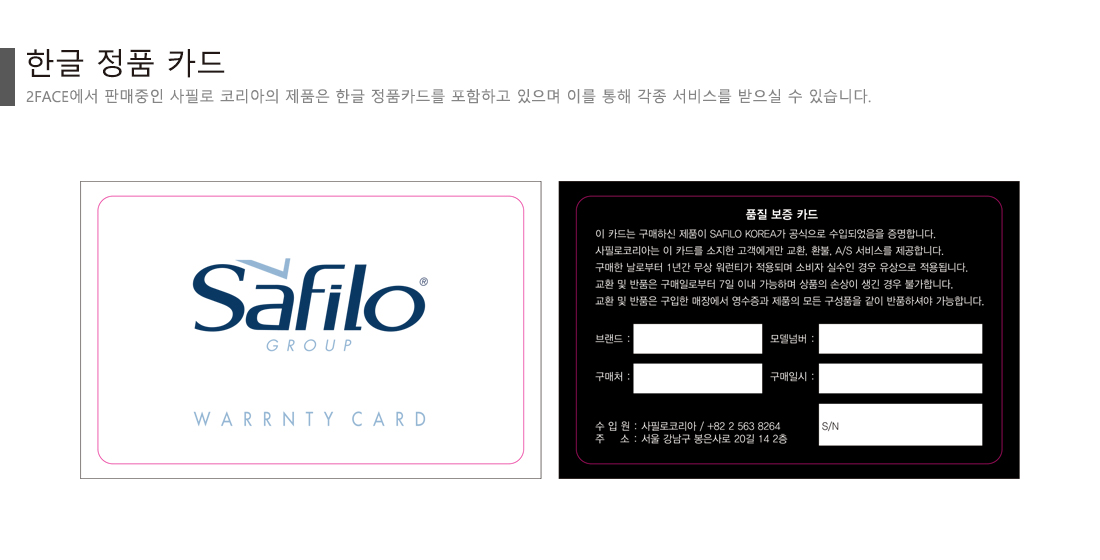 한글 정품 카드
2FACE에서 판매중인 사필로 코리아의 제품은 한글 정품카드를 포함하고 있으며 이를 통해 각종 서비스를 받으실 수 있습니다.
Safilo®
GROUP
WARRNTY CARD
품질 보증 카드
이 카드는 구매하신 제품이 SAFILO KOREA가 공식으로 수입되었음을 증명합니다.
사필로코리아는 이 카드를 소지한 고객에게만 교환, 환불, A/S 서비스를 제공합니다.
구매한 날로부터 1년간 무상 워런티가 적용되며 소비자 실수인 경우 유상으로 적용됩니다.
교환 및 반품은 구매일로부터 7일 이내 가능하며 상품의 손상이 생긴 경우 불가합니다.
교환 및 반품은 구입한 매장에서 영수증과 제품의 모든 구성품을 같이 반품하셔야 가능합니다.
브랜드 : 모델넘버 :
구매처 : 구매일시 :
S/N
수 입 원 : 사필로코리아 / +82 2 563 8264
주 소 : 서울 강남구 봉은사로 20길 14 2층